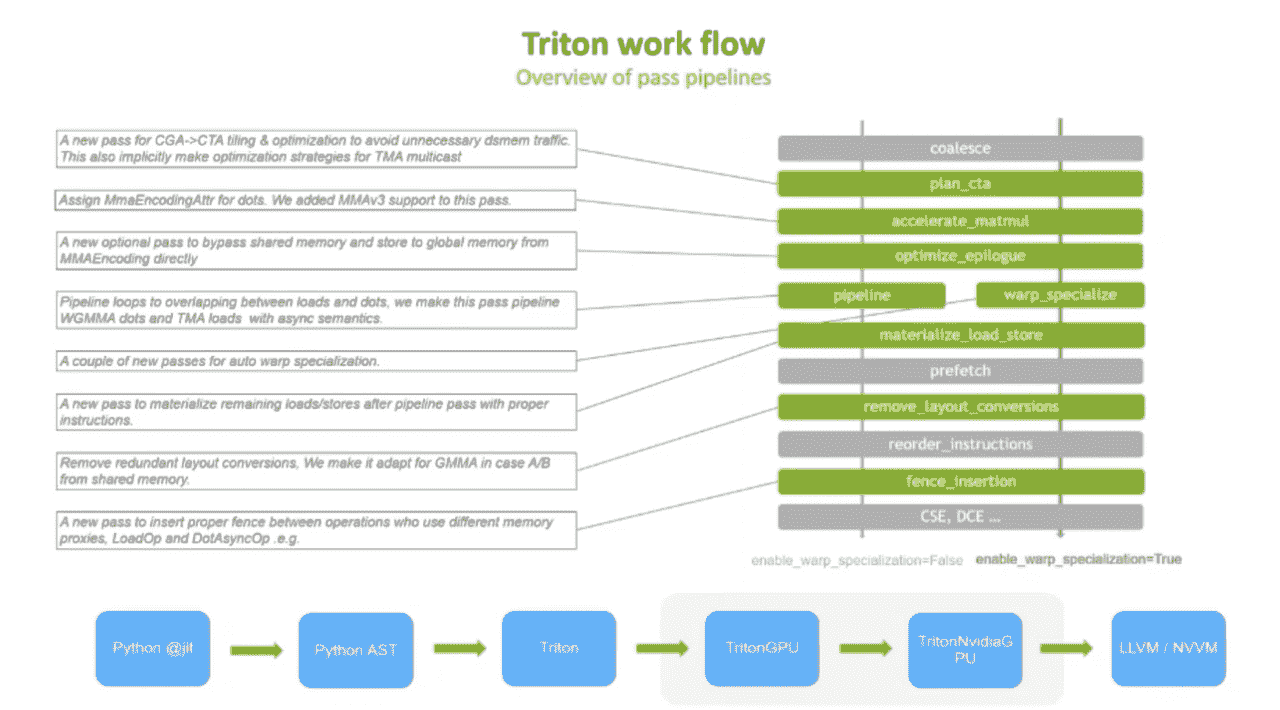 Triton work flow
Overview of pass pipelines
A new pass for CGA->CTA tiling & optimization to avoid unnecessary dsmem traffic.
This also implicitly make optimization strategies for TMA multicast
Assign MmaEncodingAttr for dots. We added MMAv3 support to this pass.
A new optional pass to bypass shared memory and store to global memory from
MMAEncoding directly
Pipeline loops to overlapping between loads and dots, we make this pass pipeline
WGMMA dots and TMA loads with async semantics.
A couple of new passes for auto warp specialization.
A new pass to materialize remaining loads/stores after pipeline pass with proper
instructions.
Remove redundant layout conversions, We make it adapt for GMMA in case A/B
from shared memory.
A new pass to insert proper fence between operations who use different memory
proxies, LoadOp and DotAsyncOp .e.g.
coalesce
plan_cta
accelerate_matmul
optimize_epilogue
pipeline
warp_specialize
materialize_load_store
prefetch
remove_layout_conversions
reorder_instructions
fence_insertion
CSE, DCE ...
enable_warp_specialization=False
enable_warp_specialization=True
Python @jit
Python AST
Triton
TritonGPU
TritonNvidiaG
PU
LLVM / NVVM